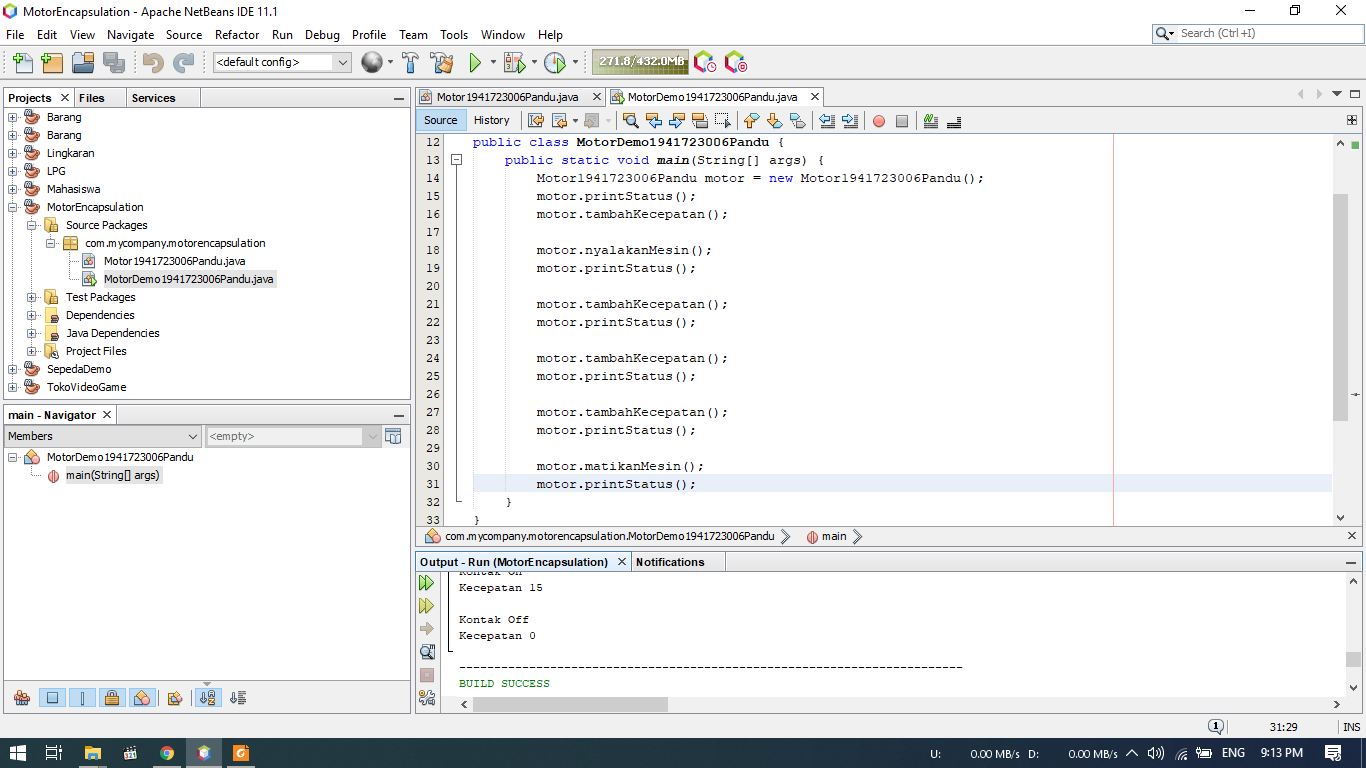 MotorEncapsulation - Apache NetBeans IDE 11.1
File Edit View Navigate Source Refactor Run Debug Profile Team Tools Window Help
Search (Ctrl+I)
<default config>
271.8/432.0MB
Projects Files Services
Barang
Barang
Lingkaran
LPG
Mahasiswa
MotorEncapsulation
Source Packages
com.mycompany.motorencapsulation
Motor1941723006Pandu.java
MotorDemo1941723006Pandu.java
Test Packages
Dependencies
Java Dependencies
Project Files
SepedaDemo
TokoVideoGame
main - Navigator
Members
<empty>
MotorDemo1941723006Pandu
main(String[] args)
Motor1941723006Pandu.java MotorDemo1941723006Pandu.java
Source History
12 public class MotorDemo1941723006Pandu {
13 public static void main(String[] args) {
14 Motor1941723006Pandu motor = new Motor1941723006Pandu();
15 motor.printStatus();
16 motor.tambahKecepatan();
17
18 motor.nyalakanMesin();
19 motor.printStatus();
20
21 motor.tambahKecepatan();
22 motor.printStatus();
23
24 motor.tambahKecepatan();
25 motor.printStatus();
26
27 motor.tambahKecepatan();
28 motor.printStatus();
29
30 motor.matikanMesin();
31 motor.printStatus();
32 }
33 }
com.mycompany.motorencapsulation.MotorDemo1941723006Pandu main
Output - Run (MotorEncapsulation) Notifications
Kontak On
Kecepatan 15
Kontak Off
Kecepatan 0
------------------------------------------------------------------------
BUILD SUCCESS
1 31:29 INS
U: 0.00 MB/s D: 0.00 MB/s ENG 9:13 PM